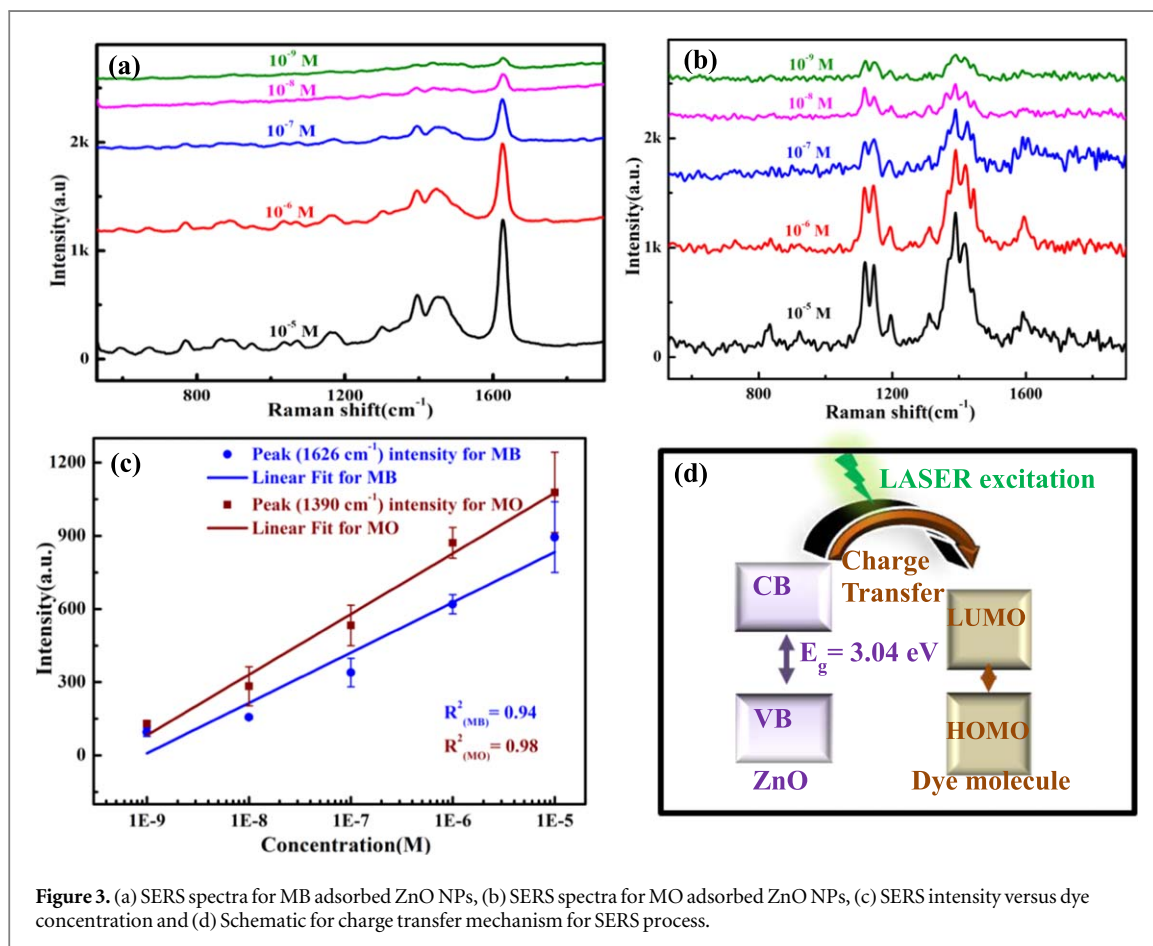 (a)
10⁻⁹ M
10⁻⁸ M
10⁻⁷ M
10⁻⁶ M
10⁻⁵ M
2k
1k
0
Intensity(a.u)
800 1200 1600
Raman shift(cm⁻¹)
(b)
10⁻⁹ M
10⁻⁸ M
10⁻⁷ M
10⁻⁶ M
10⁻⁵ M
2k
1k
0
Intensity(a.u.)
800 1200 1600
Raman shift(cm⁻¹)
(c)
Peak (1626 cm⁻¹) intensity for MB
Linear Fit for MB
Peak (1390 cm⁻¹) intensity for MO
Linear Fit for MO
R²(MB)= 0.94
R²(MO)= 0.98
1200
900
600
300
0
Intensity(a.u.)
1E-9 1E-8 1E-7 1E-6 1E-5
Concentration(M)
(d)
LASER excitation
Charge
Transfer
CB
LUMO
Eg= 3.04 eV
VB
HOMO
ZnO
Dye molecule
Figure 3. (a) SERS spectra for MB adsorbed ZnO NPs, (b) SERS spectra for MO adsorbed ZnO NPs, (c) SERS intensity versus dye
concentration and (d) Schematic for charge transfer mechanism for SERS process.